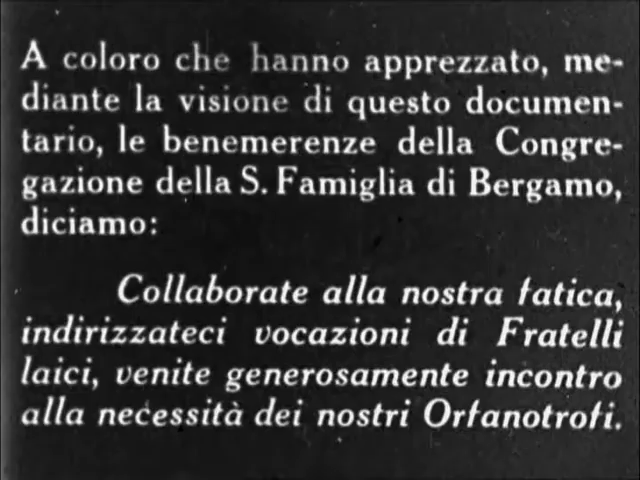 A coloro che hanno apprezzato, me-
diante la visione di questo documen-
tario, le benemerenze della Congre-
gazione della S. Famiglia di Bergamo,
diciamo:
Collaborate alla nostra fatica,
indirizzateci vocazioni di Fratelli
laici, venite generosamente incontro
alla necessità dei nostri Orfanotrofi.